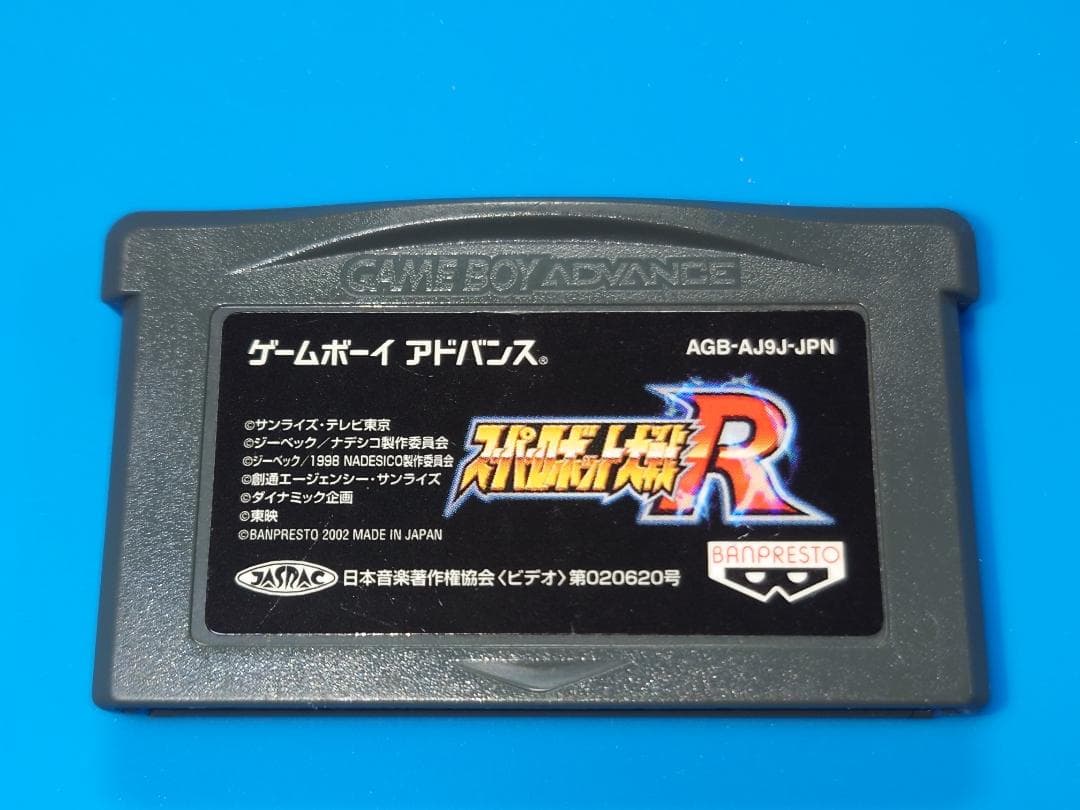 GAME BOY ADVANCE
ゲームボーイ アドバンス®
AGB-AJ9J-JPN
©サンライズ・テレビ東京
©ジーベック/ナデシコ製作委員会
©ジーベック/1998 NADESICO製作委員会
©創通エージェンシー・サンライズ
©ダイナミック企画
©東映
©BANPRESTO 2002 MADE IN JAPAN
スーパーロボット大戦R
BANPRESTO
JASRAC 日本音楽著作権協会〈ビデオ〉第020620号